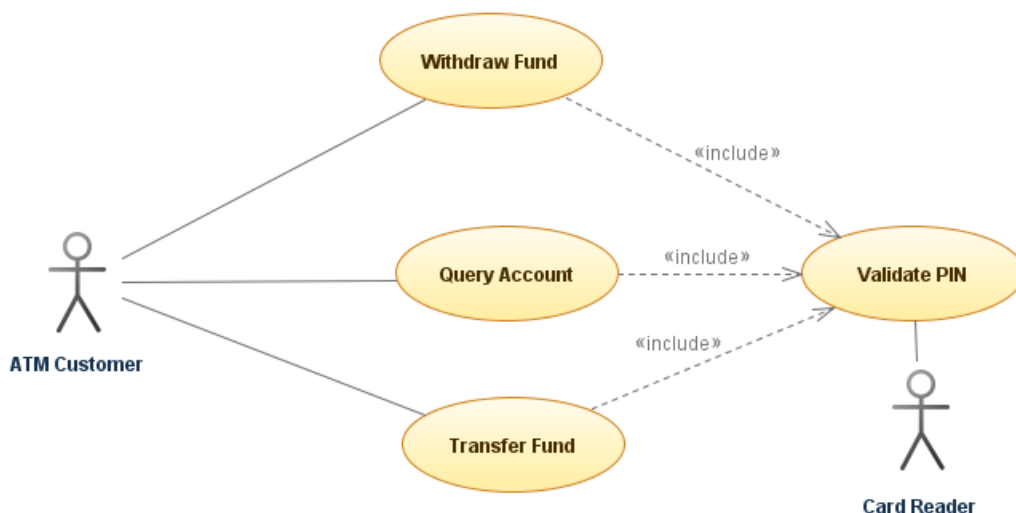 Withdraw Fund
«include»
Query Account
«include»
Validate PIN
«include»
ATM Customer
Transfer Fund
Card Reader